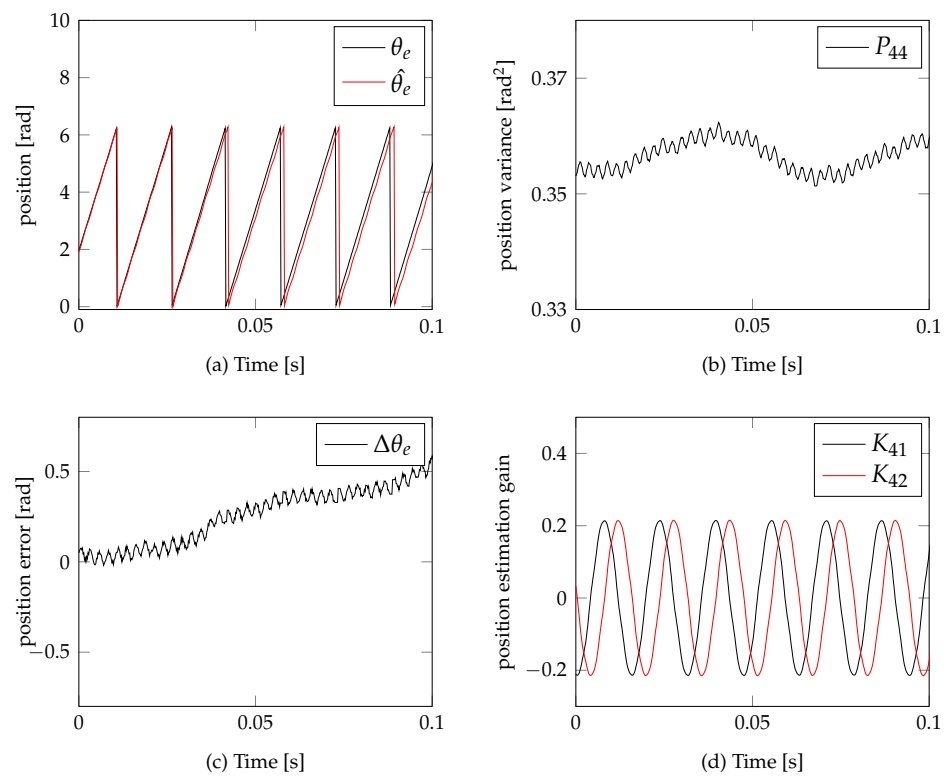 10
8
6
4
2
0
position [rad]
θₑ
θ̂ₑ
0
0.05
0.1
(a) Time [s]
0.37
0.35
0.33
position variance [rad²]
P₄₄
0
0.05
0.1
(b) Time [s]
0.5
0
−0.5
position error [rad]
Δθₑ
0
0.05
0.1
(c) Time [s]
0.4
0.2
0
−0.2
position estimation gain
K₄₁
K₄₂
0
0.05
0.1
(d) Time [s]